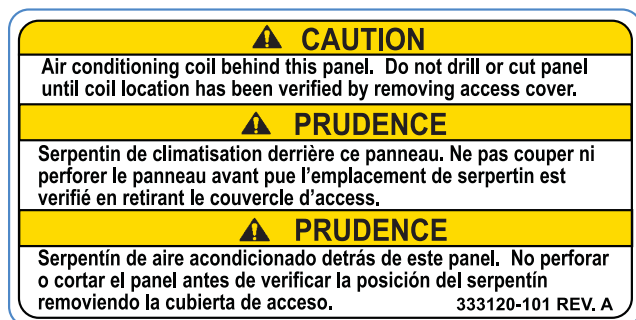 CAUTION
Air conditioning coil behind this panel. Do not drill or cut panel
until coil location has been verified by removing access cover.
PRUDENCE
Serpentin de climatisation derrière ce panneau. Ne pas couper ni
perforer le panneau avant pue l'emplacement de serpertin est
verifié en retirant le couvercle d'access.
PRUDENCE
Serpentín de aire acondicionado detrás de este panel. No perforar
o cortar el panel antes de verificar la posición del serpentín
removiendo la cubierta de acceso. 333120-101 REV. A